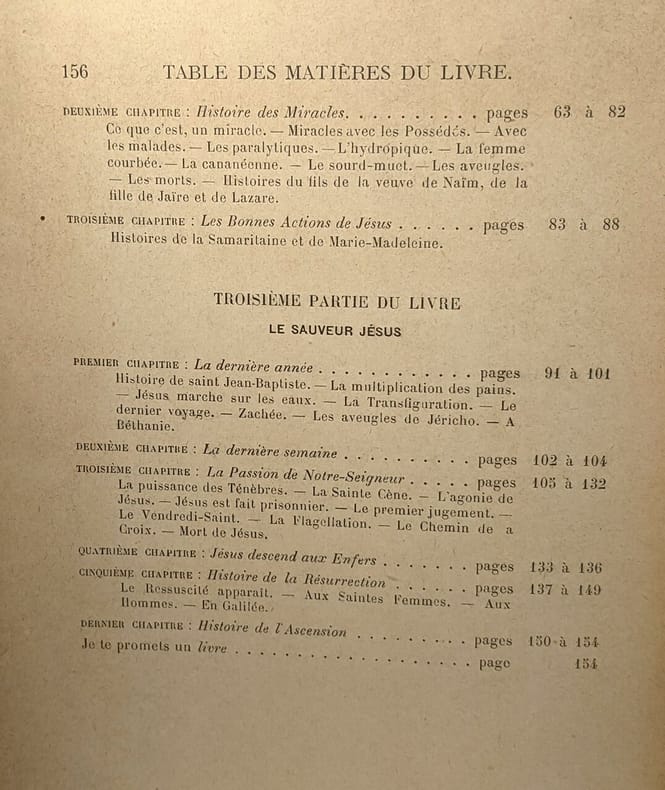 156 TABLE DES MATIÈRES DU LIVRE.
DEUXIÈME CHAPITRE : Histoire des Miracles. . . . . . . . . . pages 63 à 82
Ce que c'est, un miracle. — Miracles avec les Possédés. — Avec
les malades. — Les paralytiques. — L'hydropique. — La femme
courbée. — La cananéenne. — Le sourd-muet. — Les aveugles.
— Les morts. — Histoires du fils de la veuve de Naïm, de la
fille de Jaïre et de Lazare.
TROISIÈME CHAPITRE : Les Bonnes Actions de Jésus . . . . . . pages 83 à 88
Histoires de la Samaritaine et de Marie-Madeleine.
TROISIÈME PARTIE DU LIVRE
LE SAUVEUR JÉSUS
PREMIER CHAPITRE : La dernière année . . . . . . . . . . . . pages 91 à 101
Histoire de saint Jean-Baptiste. — La multiplication des pains.
— Jésus marche sur les eaux. — La Transfiguration. — Le
dernier voyage. — Zachée. — Les aveugles de Jéricho. — A
Béthanie.
DEUXIÈME CHAPITRE : La dernière semaine . . . . . . . . . . pages 102 à 104
TROISIÈME CHAPITRE : La Passion de Notre-Seigneur . . . . . pages 105 à 132
La puissance des Ténèbres. — La Sainte Cène. — L'agonie de
Jésus. — Jésus est fait prisonnier. — Le premier jugement. —
Le Vendredi-Saint. — La Flagellation. — Le Chemin de a
Croix. — Mort de Jésus.
QUATRIÈME CHAPITRE : Jésus descend aux Enfers . . . . . . . pages 133 à 136
CINQUIÈME CHAPITRE : Histoire de la Résurrection . . . . . . pages 137 à 149
Le Ressuscité apparaît. — Aux Saintes Femmes. — Aux
Hommes. — En Galilée.
DERNIER CHAPITRE : Histoire de l'Ascension . . . . . . . . . pages 150 à 154
Je te promets un livre . . . . . . . . . . . . . . . . . . page 154